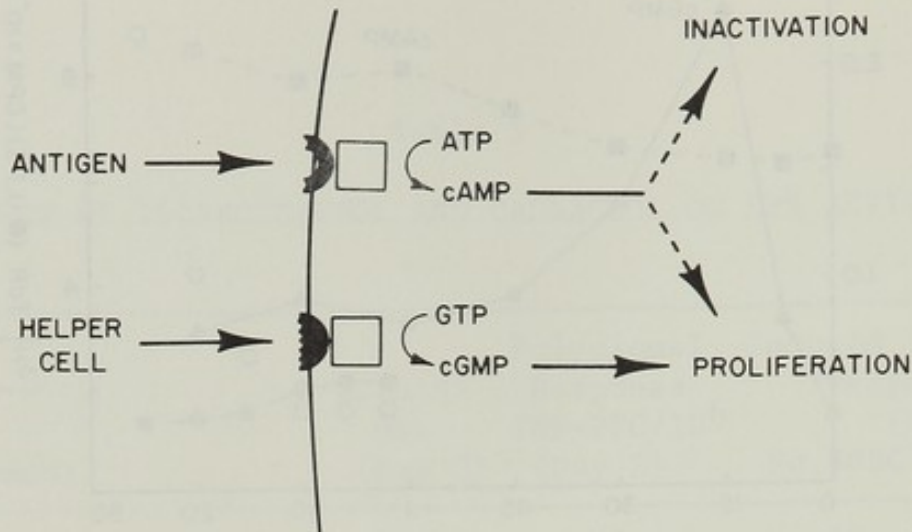 INACTIVATION
ANTIGEN
ATP
cAMP
HELPER
CELL
GTP
cGMP
PROLIFERATION